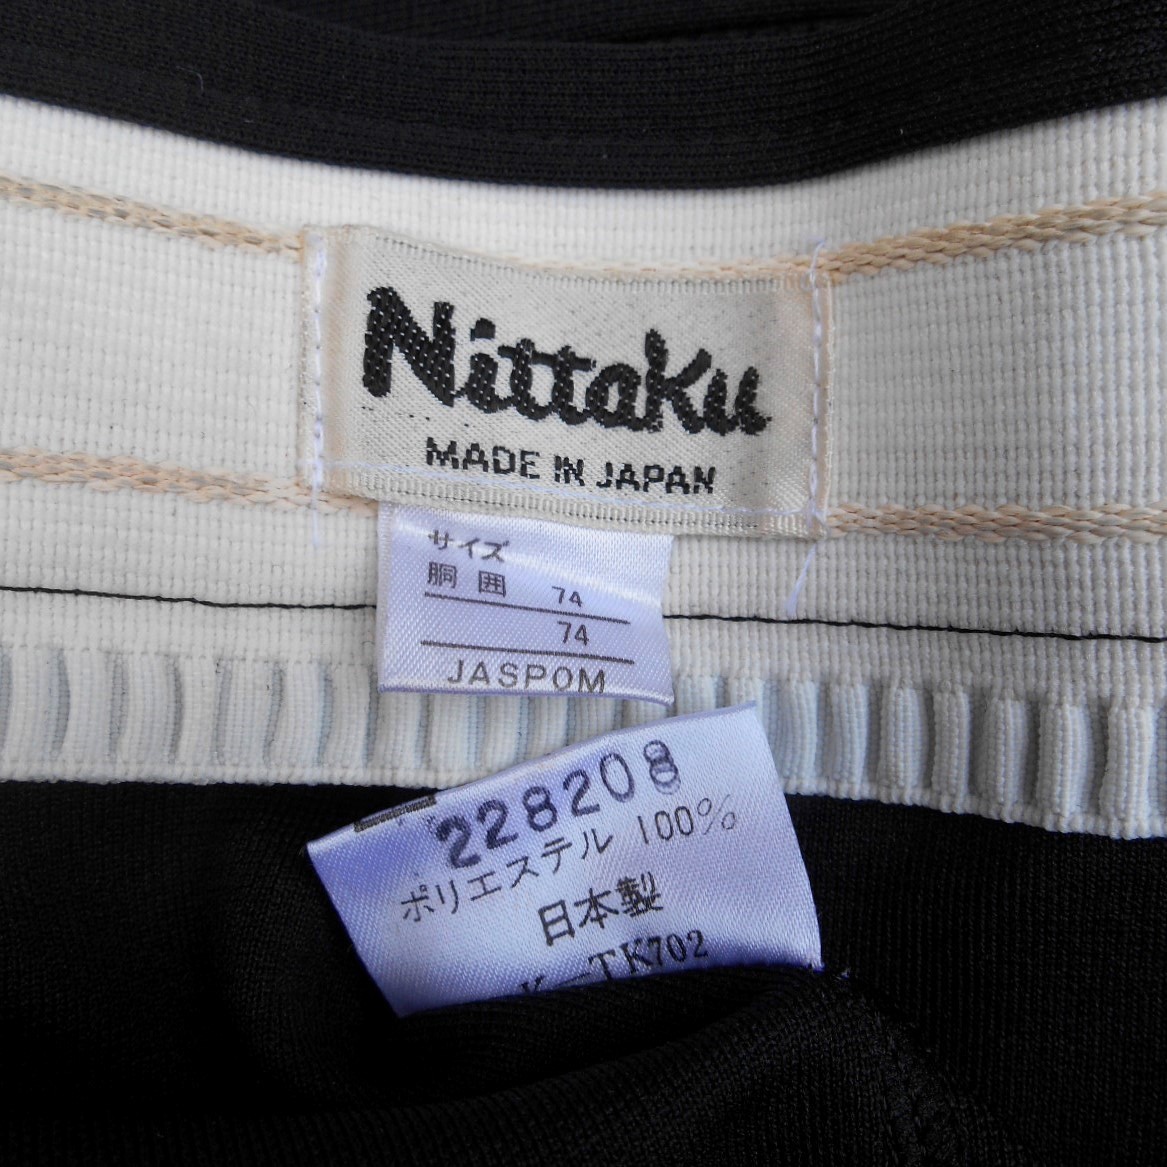 Nittaku
MADE IN JAPAN
サイズ
胴囲 74
74
JASPOM
228208
ポリエステル 100%
日本製
K-TK702